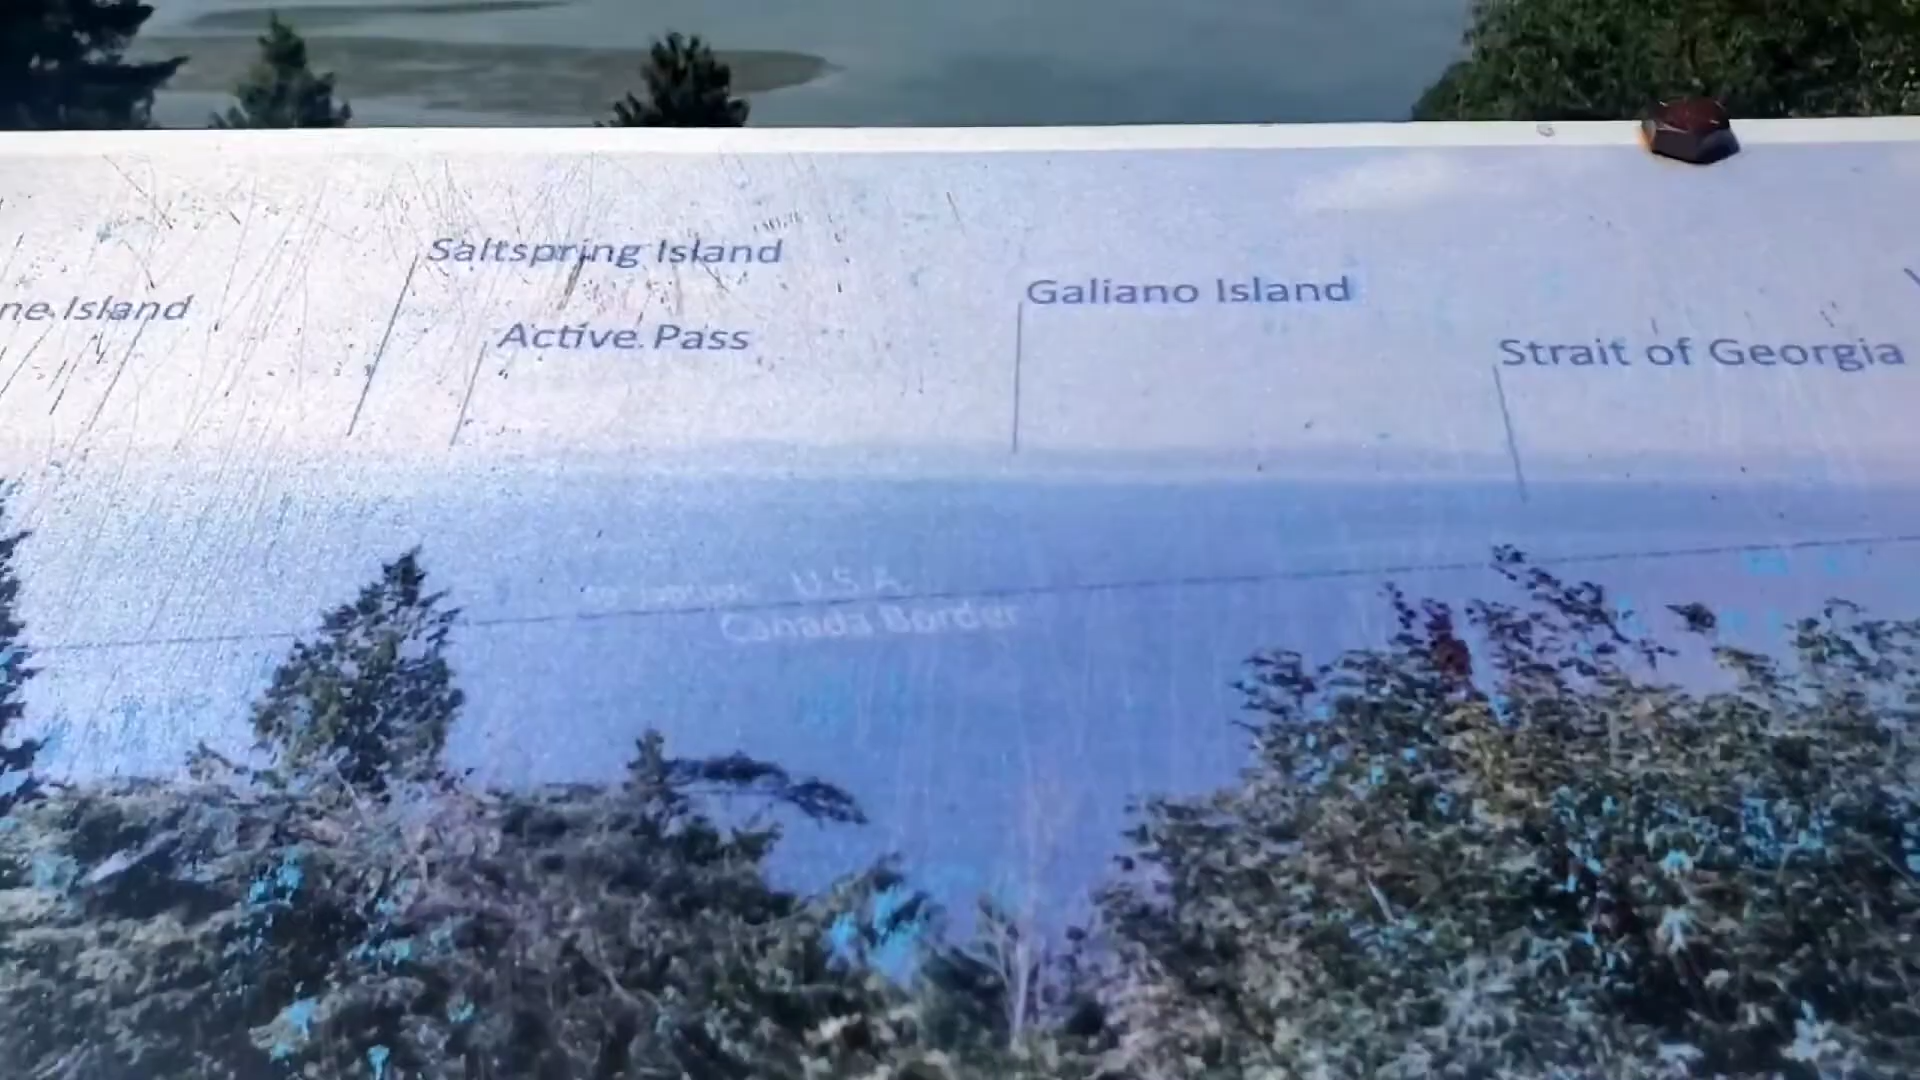 Saltspring Island
ne Island
Active Pass
Galiano Island
Strait of Georgia
U.S.A.
Canada Border